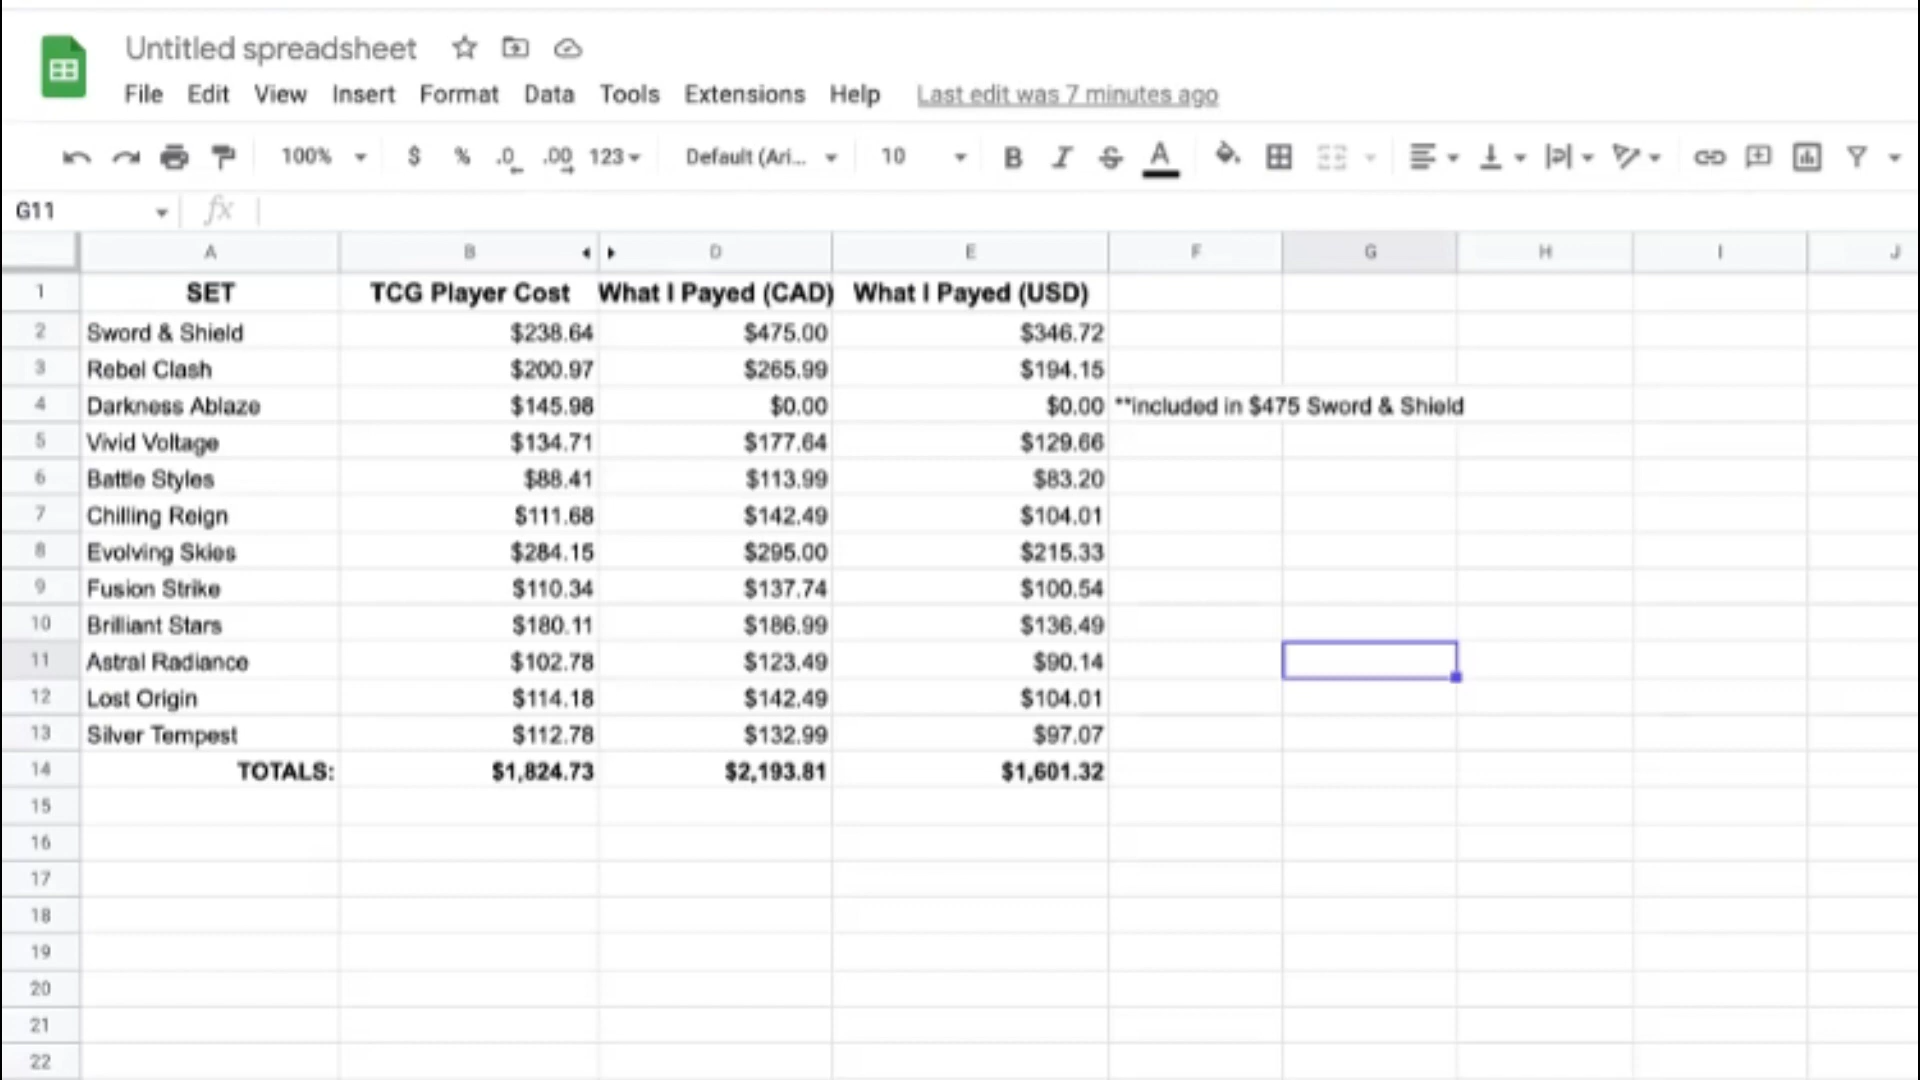 Untitled spreadsheet
File Edit View Insert Format Data Tools Extensions Help Last edit was 7 minutes ago
100% $ % .0 .00 123 Default (Ari... 10 B I S A
G11 fx
A B D E F G H I J
1 SET TCG Player Cost What I Payed (CAD) What I Payed (USD)
2 Sword & Shield $238.64 $475.00 $346.72
3 Rebel Clash $200.97 $265.99 $194.15
4 Darkness Ablaze $145.98 $0.00 $0.00 **included in $475 Sword & Shield
5 Vivid Voltage $134.71 $177.64 $129.66
6 Battle Styles $88.41 $113.99 $83.20
7 Chilling Reign $111.68 $142.49 $104.01
8 Evolving Skies $284.15 $295.00 $215.33
9 Fusion Strike $110.34 $137.74 $100.54
10 Brilliant Stars $180.11 $186.99 $136.49
11 Astral Radiance $102.78 $123.49 $90.14
12 Lost Origin $114.18 $142.49 $104.01
13 Silver Tempest $112.78 $132.99 $97.07
14 TOTALS: $1,824.73 $2,193.81 $1,601.32
15
16
17
18
19
20
21
22